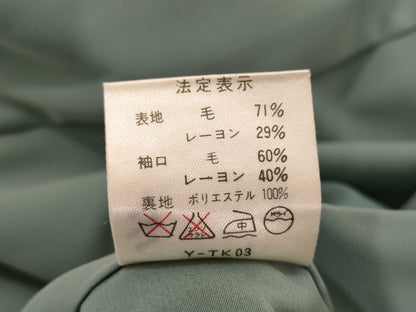 法定表示
表地 毛 71%
レーヨン 29%
袖口 毛 60%
レーヨン 40%
裏地 ポリエステル 100%
中
Y-TK03